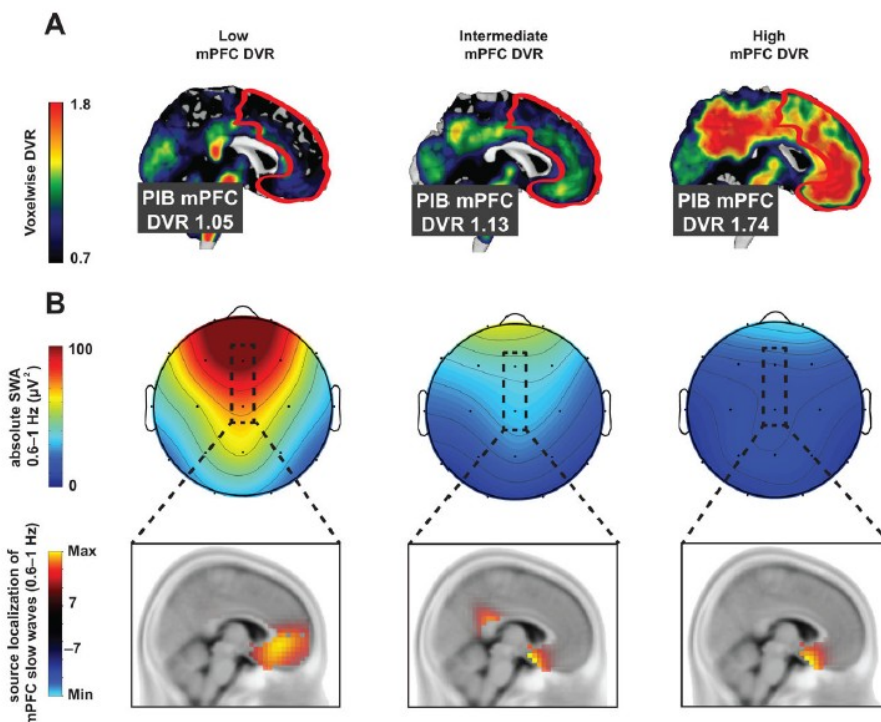 A
Low
mPFC DVR
Intermediate
mPFC DVR
High
mPFC DVR
Voxelwise DVR
1.8
0.7
PIB mPFC
DVR 1.05
PIB mPFC
DVR 1.13
PIB mPFC
DVR 1.74
B
absolute SWA
0.6–1 Hz (μV²)
100
0
source localization of
mPFC slow waves (0.6–1 Hz)
Max
7
–7
Min